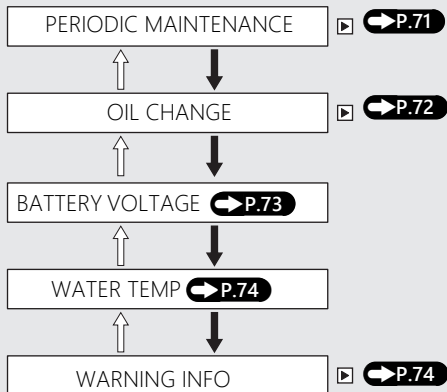 PERIODIC MAINTENANCE P.71
OIL CHANGE P.72
BATTERY VOLTAGE P.73
WATER TEMP P.74
WARNING INFO P.74